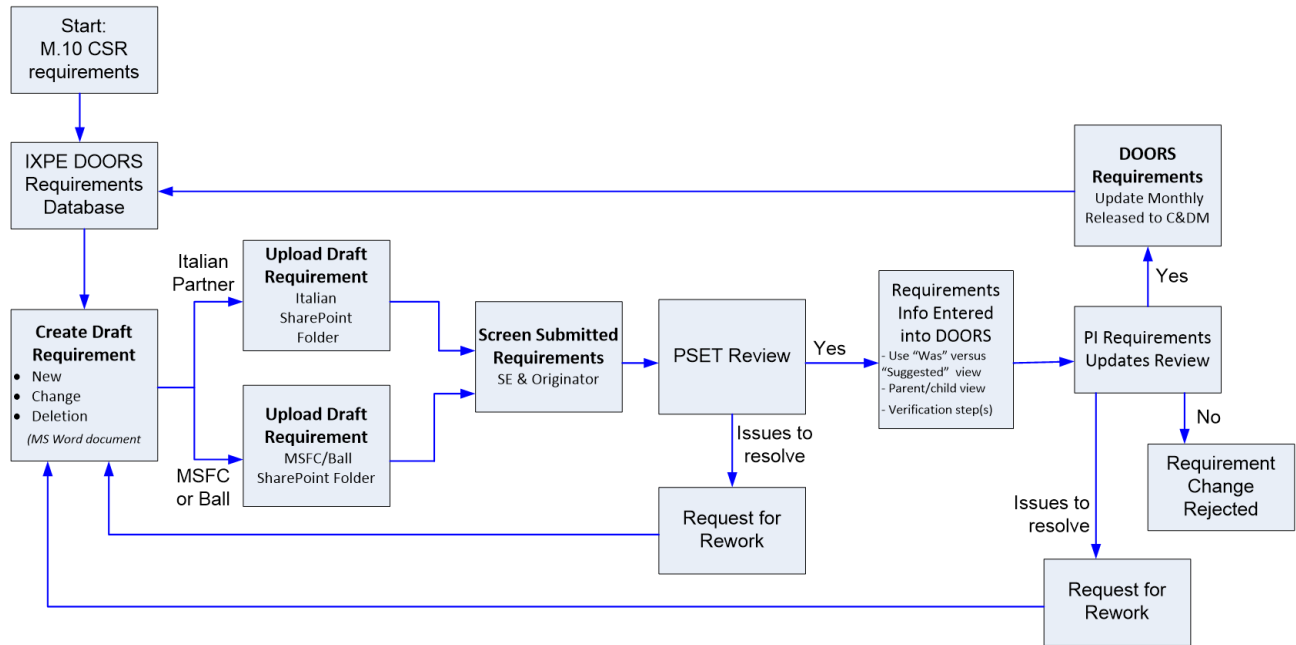 Start:
M.10 CSR
requirements
IXPE DOORS
Requirements
Database
DOORS
Requirements
Update Monthly
Released to C&DM
Create Draft
Requirement
• New
• Change
• Deletion
(MS Word document
Italian
Partner
MSFC
or Ball
Upload Draft
Requirement
Italian
SharePoint
Folder
Upload Draft
Requirement
MSFC/Ball
SharePoint Folder
Screen Submitted
Requirements
SE & Originator
PSET Review
Yes
Issues to
resolve
Request for
Rework
Requirements
Info Entered
into DOORS
- Use “Was” versus
“Suggested” view
- Parent/child view
- Verification step(s)
PI Requirements
Updates Review
Yes
No
Requirement
Change
Rejected
Issues to
resolve
Request for
Rework